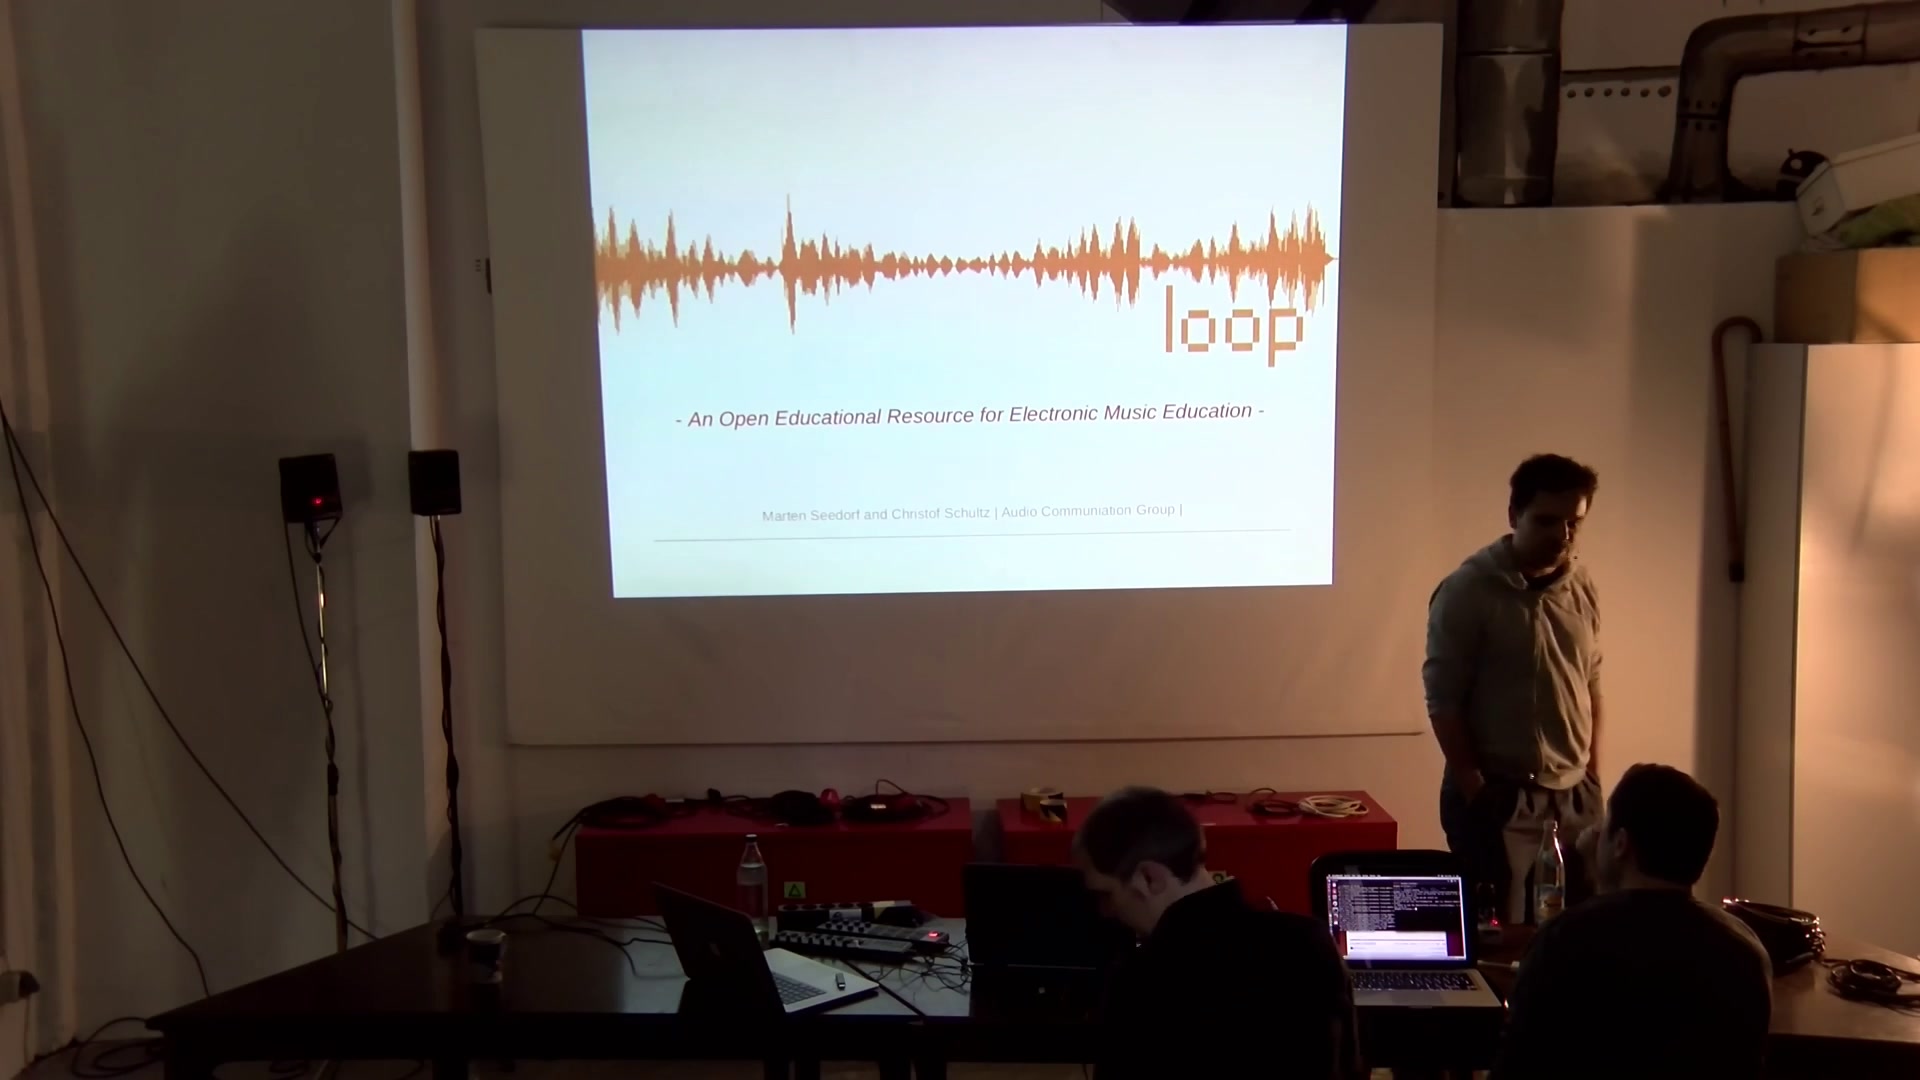 loop
- An Open Educational Resource for Electronic Music Education -
Marten Seedorf and Christof Schultz | Audio Communiation Group |